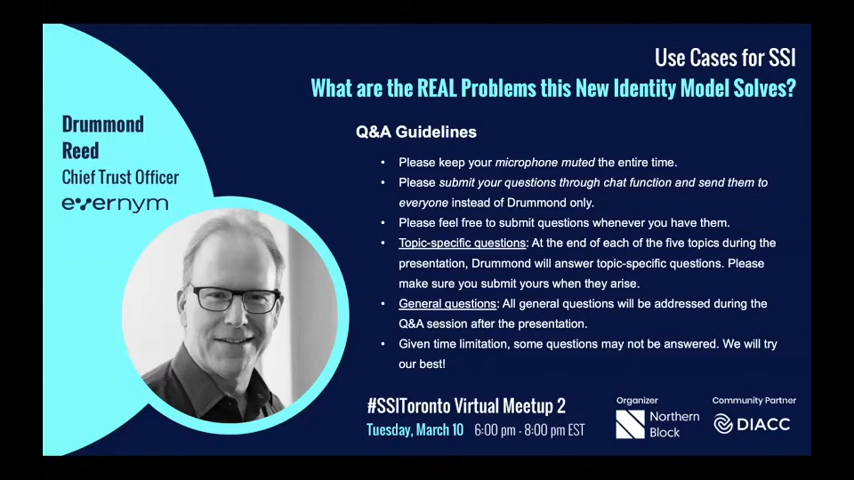 Use Cases for SSI
What are the REAL Problems this New Identity Model Solves?
Drummond
Reed
Chief Trust Officer
evernym
Q&A Guidelines
• Please keep your microphone muted the entire time.
• Please submit your questions through chat function and send them to
everyone instead of Drummond only.
• Please feel free to submit questions whenever you have them.
• Topic-specific questions: At the end of each of the five topics during the
presentation, Drummond will answer topic-specific questions. Please
make sure you submit yours when they arise.
• General questions: All general questions will be addressed during the
Q&A session after the presentation.
• Given time limitation, some questions may not be answered. We will try
our best!
#SSIToronto Virtual Meetup 2
Tuesday, March 10 6:00 pm - 8:00 pm EST
Organizer
Northern
Block
Community Partner
DIACC